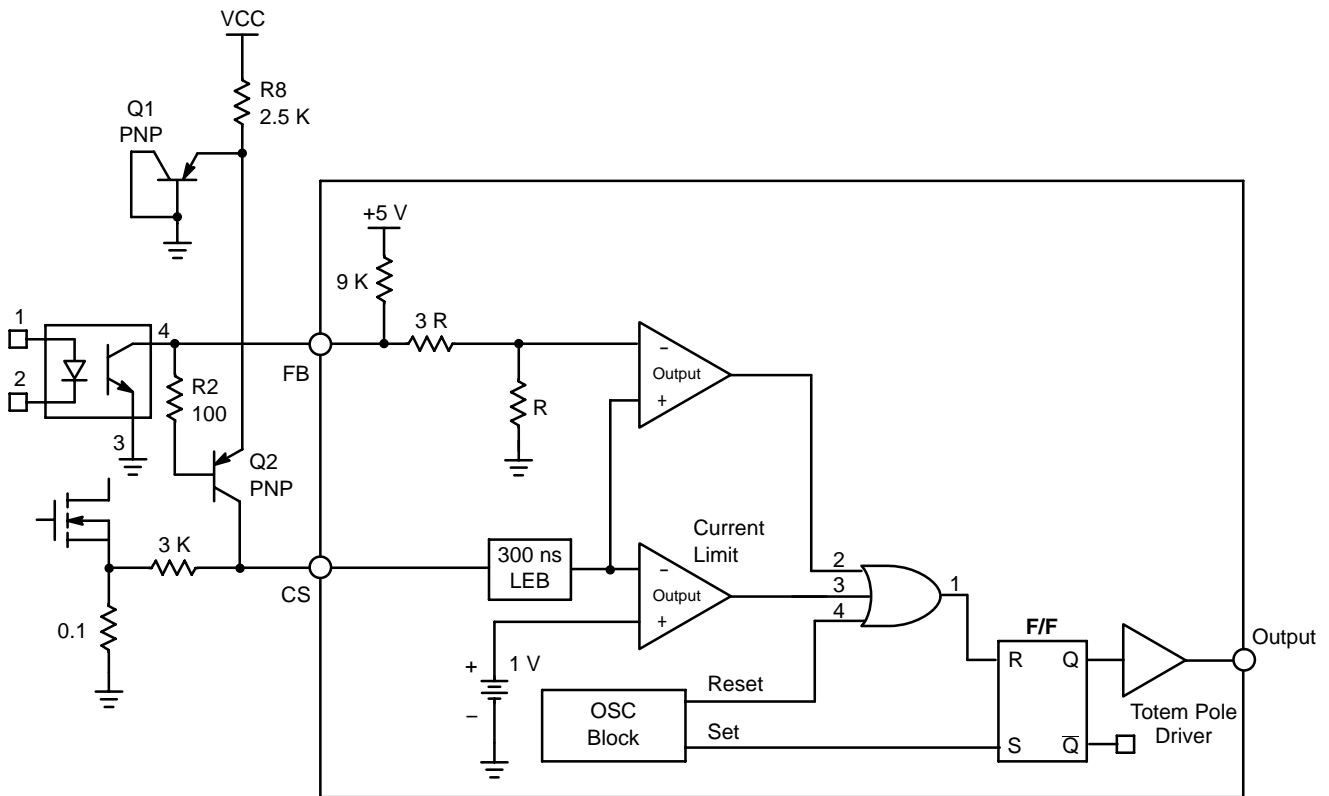 VCC
R8
2.5 K
Q1
PNP
+5 V
9 K
1
2
3
4
FB
3 R
R
R2
100
Q2
PNP
−
Output
+
3 K
CS
0.1
300 ns
LEB
Current
Limit
−
Output
+
+
−
1 V
2
3
4
1
OSC
Block
Reset
Set
F/F
R
Q
S
Q̅
Totem Pole
Driver
Output